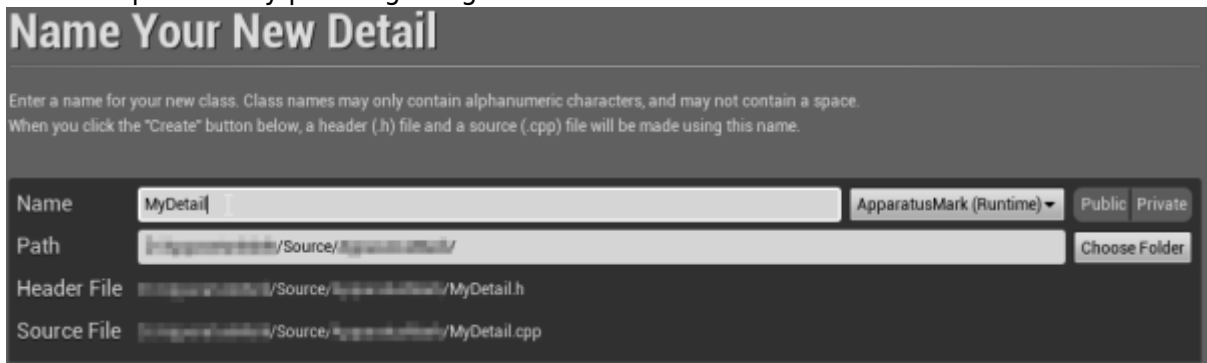 Name Your New Detail
Enter a name for your new class. Class names may only contain alphanumeric characters, and may not contain a space.
When you click the "Create" button below, a header (.h) file and a source (.cpp) file will be made using this name.
Name MyDetail ApparatusMark (Runtime) Public Private
Path /Source/ / Choose Folder
Header File /Source/ /MyDetail.h
Source File /Source/ /MyDetail.cpp